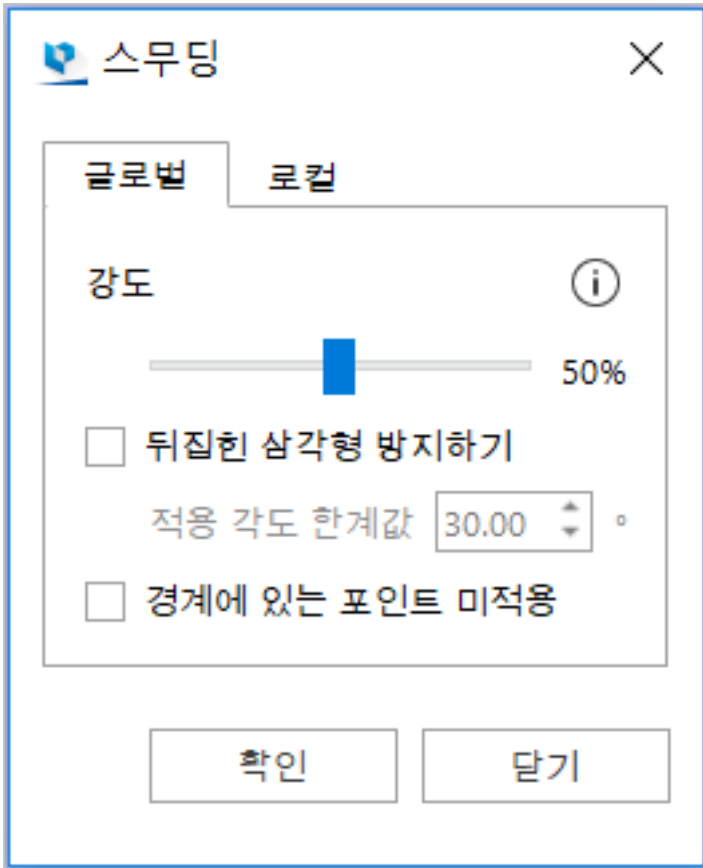 스무딩
글로벌 로컬
강도
50%
뒤집힌 삼각형 방지하기
적용 각도 한계값 30.00 °
경계에 있는 포인트 미적용
확인 닫기